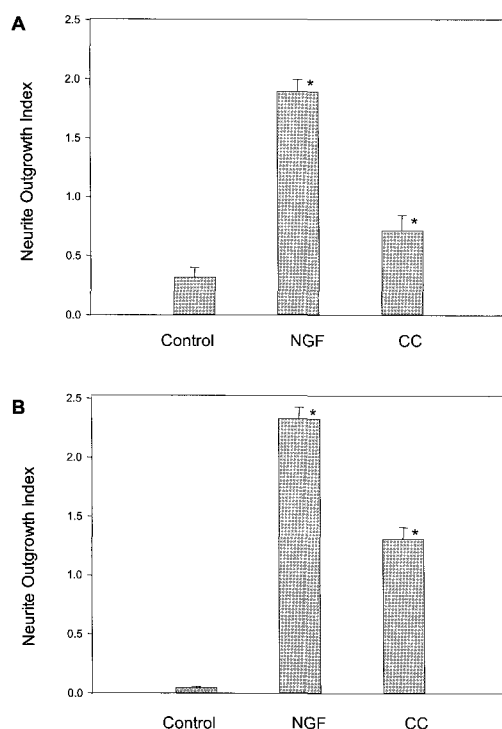 A
Neurite Outgrowth Index
2.5
2.0
1.5
1.0
0.5
0.0
*
*
Control NGF CC
B
Neurite Outgrowth Index
2.5
2.0
1.5
1.0
0.5
0.0
*
*
Control NGF CC